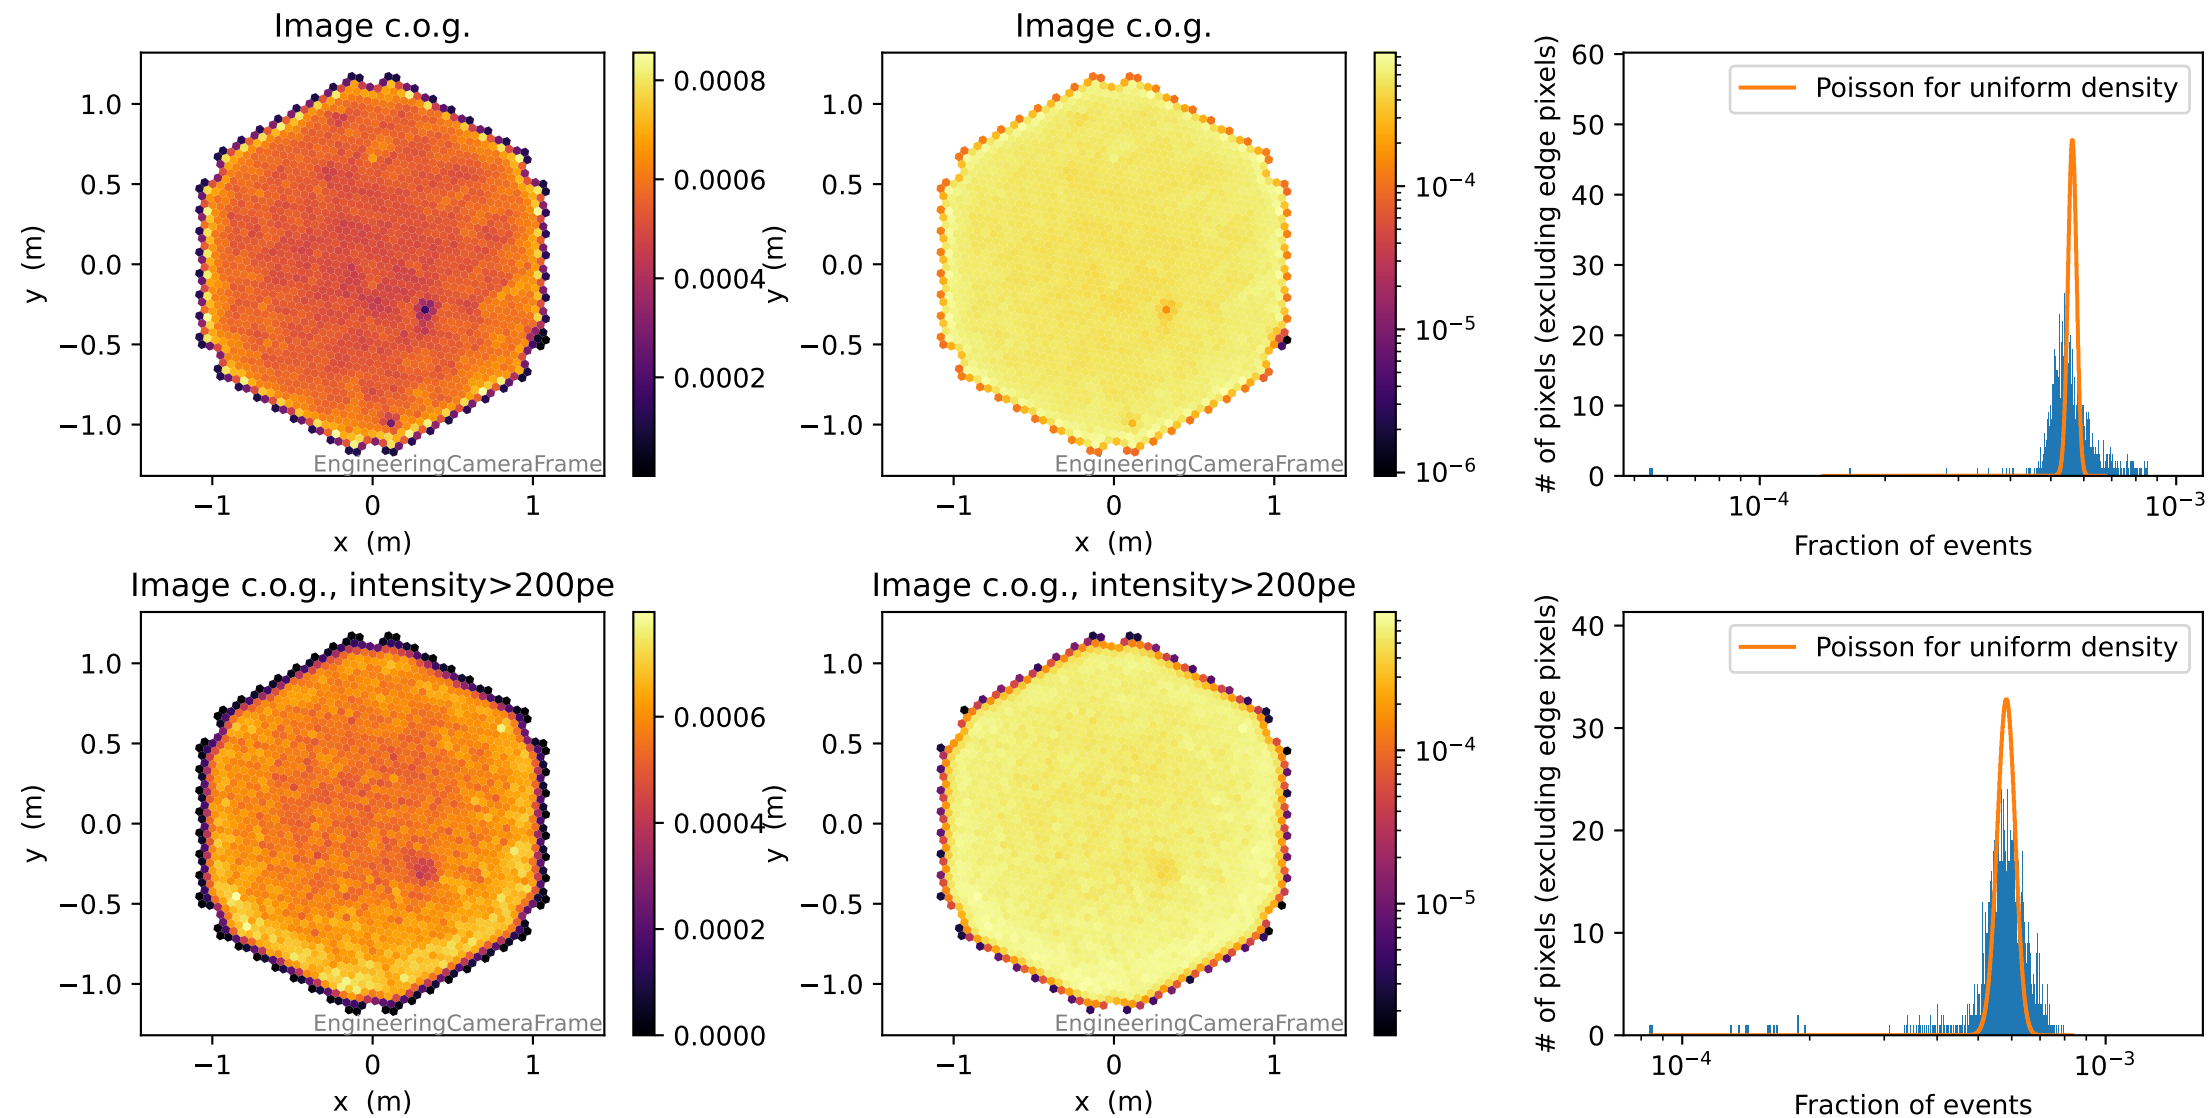 Image c.o.g.
1.0
0.5
0.0
−0.5
−1.0
y (m)
EngineeringCameraFrame
−1 0 1
x (m)
0.0008
0.0006
0.0004
0.0002
Image c.o.g.
1.0
0.5
0.0
−0.5
−1.0
y (m)
EngineeringCameraFrame
−1 0 1
x (m)
10⁻⁴
10⁻⁵
10⁻⁶
60
50
40
30
20
10
0
# of pixels (excluding edge pixels)
Poisson for uniform density
10⁻⁴ 10⁻³
Fraction of events
Image c.o.g., intensity>200pe
1.0
0.5
0.0
−0.5
−1.0
y (m)
EngineeringCameraFrame
−1 0 1
x (m)
0.0006
0.0004
0.0002
0.0000
Image c.o.g., intensity>200pe
1.0
0.5
0.0
−0.5
−1.0
y (m)
EngineeringCameraFrame
−1 0 1
x (m)
10⁻⁴
10⁻⁵
40
30
20
10
0
# of pixels (excluding edge pixels)
Poisson for uniform density
10⁻⁴ 10⁻³
Fraction of events